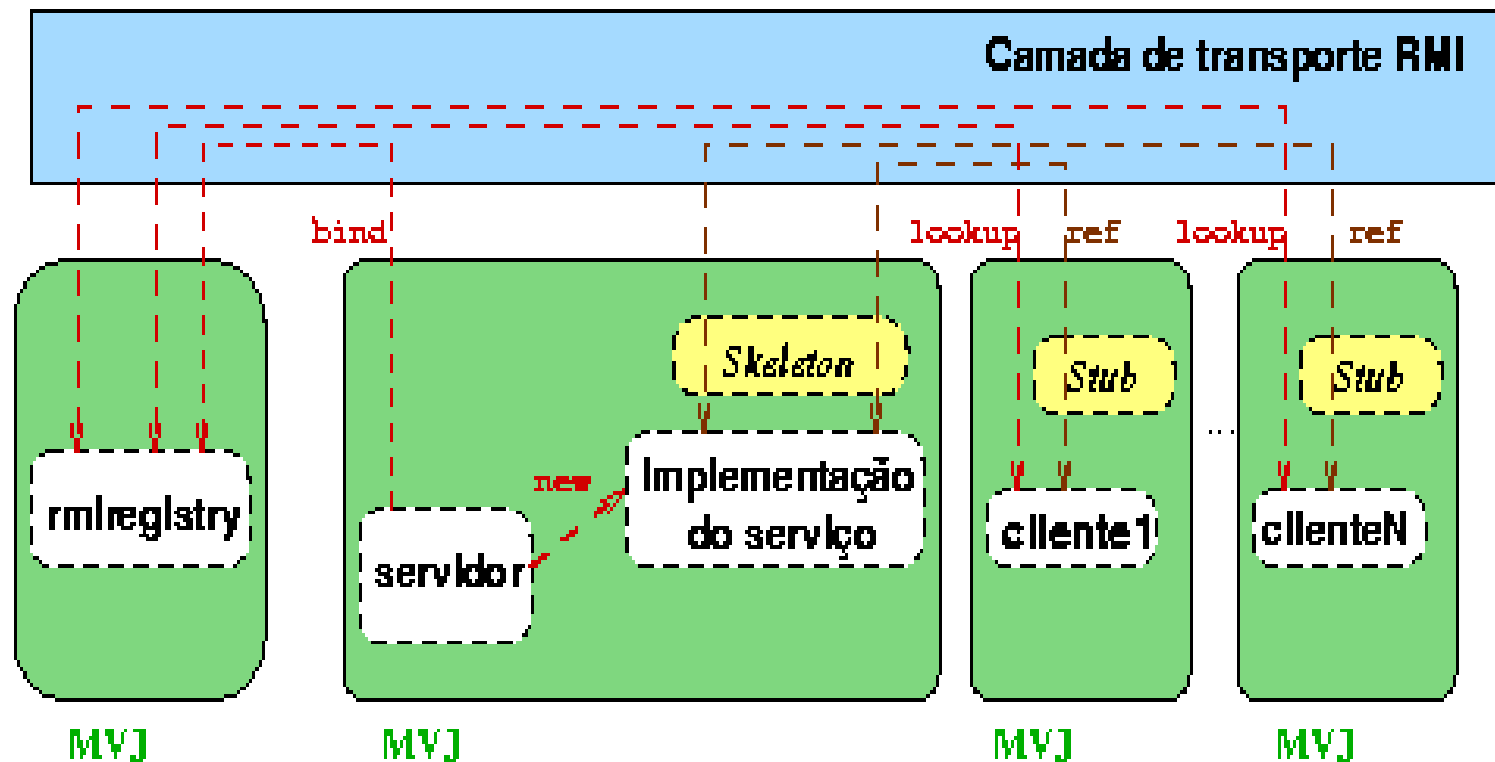 Camada de transporte RMI
bind
lookup
ref
lookup
ref
Skeleton
Stub
Stub
...
rmiregistry
new
Implementação
do serviço
servidor
cliente1
clienteN
MVJ
MVJ
MVJ
MVJ